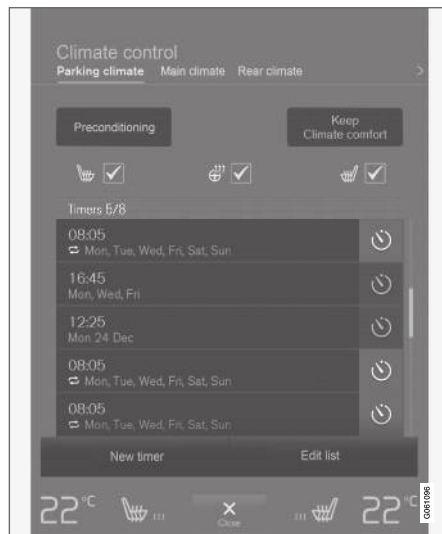 Climate control
Parking climate Main climate Rear climate
Preconditioning
Keep
Climate comfort
Timers 5/8
08:05
Mon, Tue, Wed, Fri, Sat, Sun
16:45
Mon, Wed, Fri
12:25
Mon 24 Dec
08:05
Mon, Tue, Wed, Fri, Sat, Sun
08:05
Mon, Tue, Wed, Fri, Sat, Sun
New timer Edit list
22°C Close 22°C
G061096